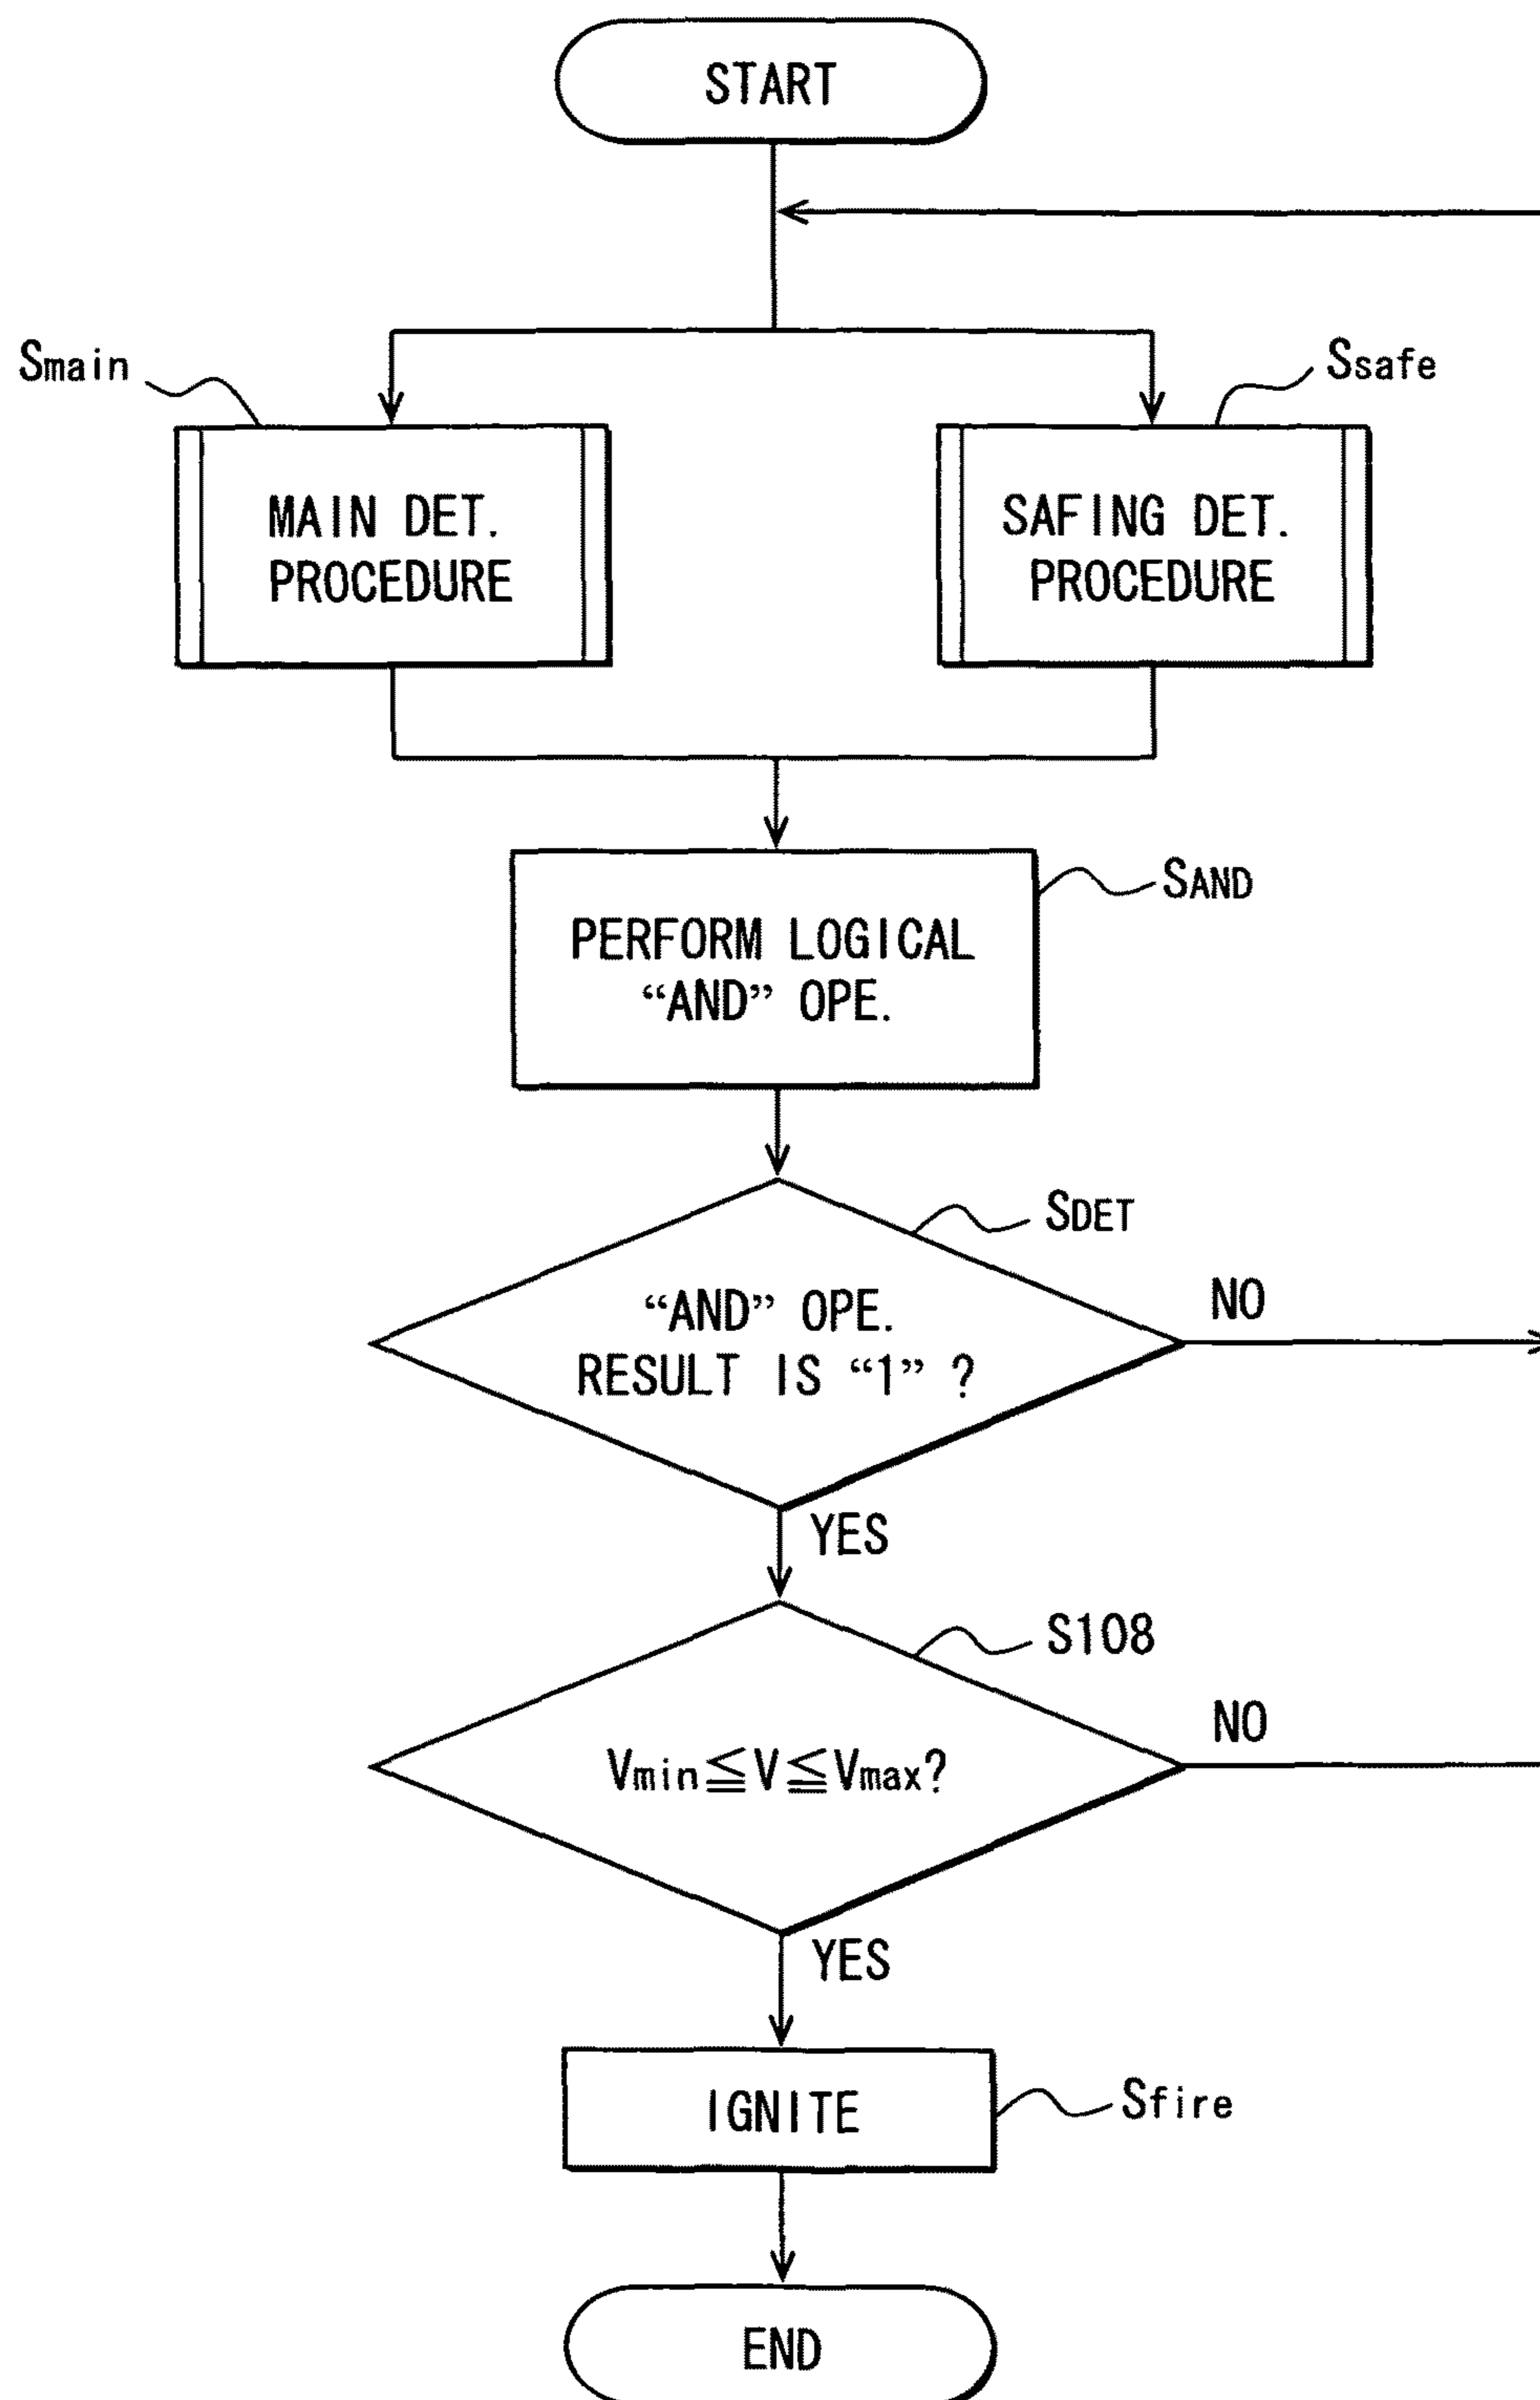 START
Smain
Ssafe
MAIN DET.
PROCEDURE
SAFING DET.
PROCEDURE
SAND
PERFORM LOGICAL
“AND” OPE.
SDET
“AND” OPE.
RESULT IS “1” ?
NO
YES
S108
Vmin≦V≦Vmax?
NO
YES
IGNITE
Sfire
END